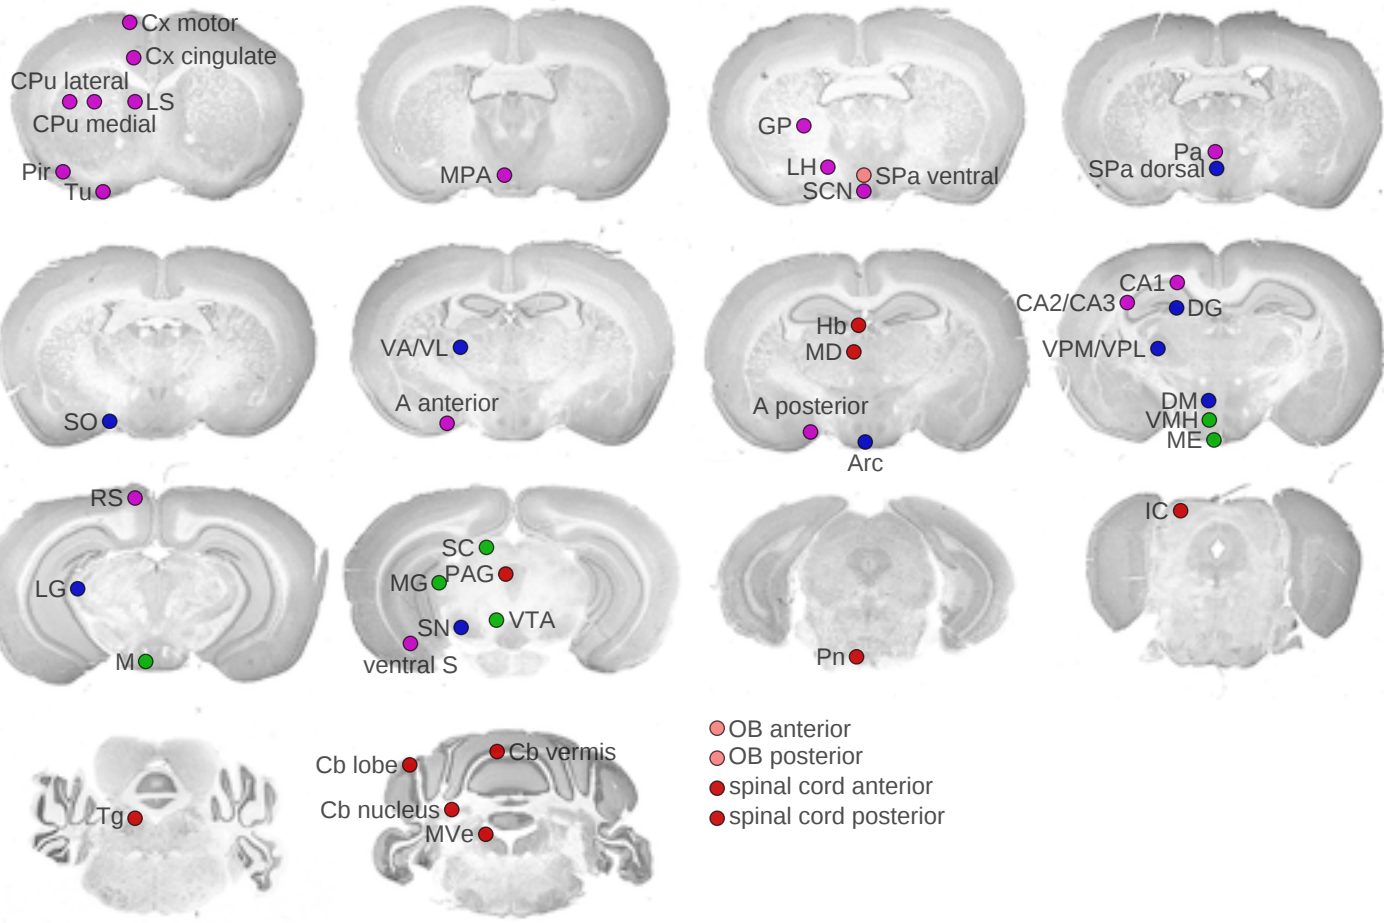 Cx motor
Cx cingulate
CPu lateral
LS
CPu medial
Pir
Tu
MPA
GP
LH
SPa ventral
SCN
Pa
SPa dorsal
SO
VA/VL
A anterior
Hb
MD
A posterior
Arc
CA1
CA2/CA3
DG
VPM/VPL
DM
VMH
ME
RS
LG
M
SC
PAG
MG
VTA
SN
ventral S
Pn
IC
Tg
Cb vermis
Cb lobe
Cb nucleus
MVe
OB anterior
OB posterior
spinal cord anterior
spinal cord posterior